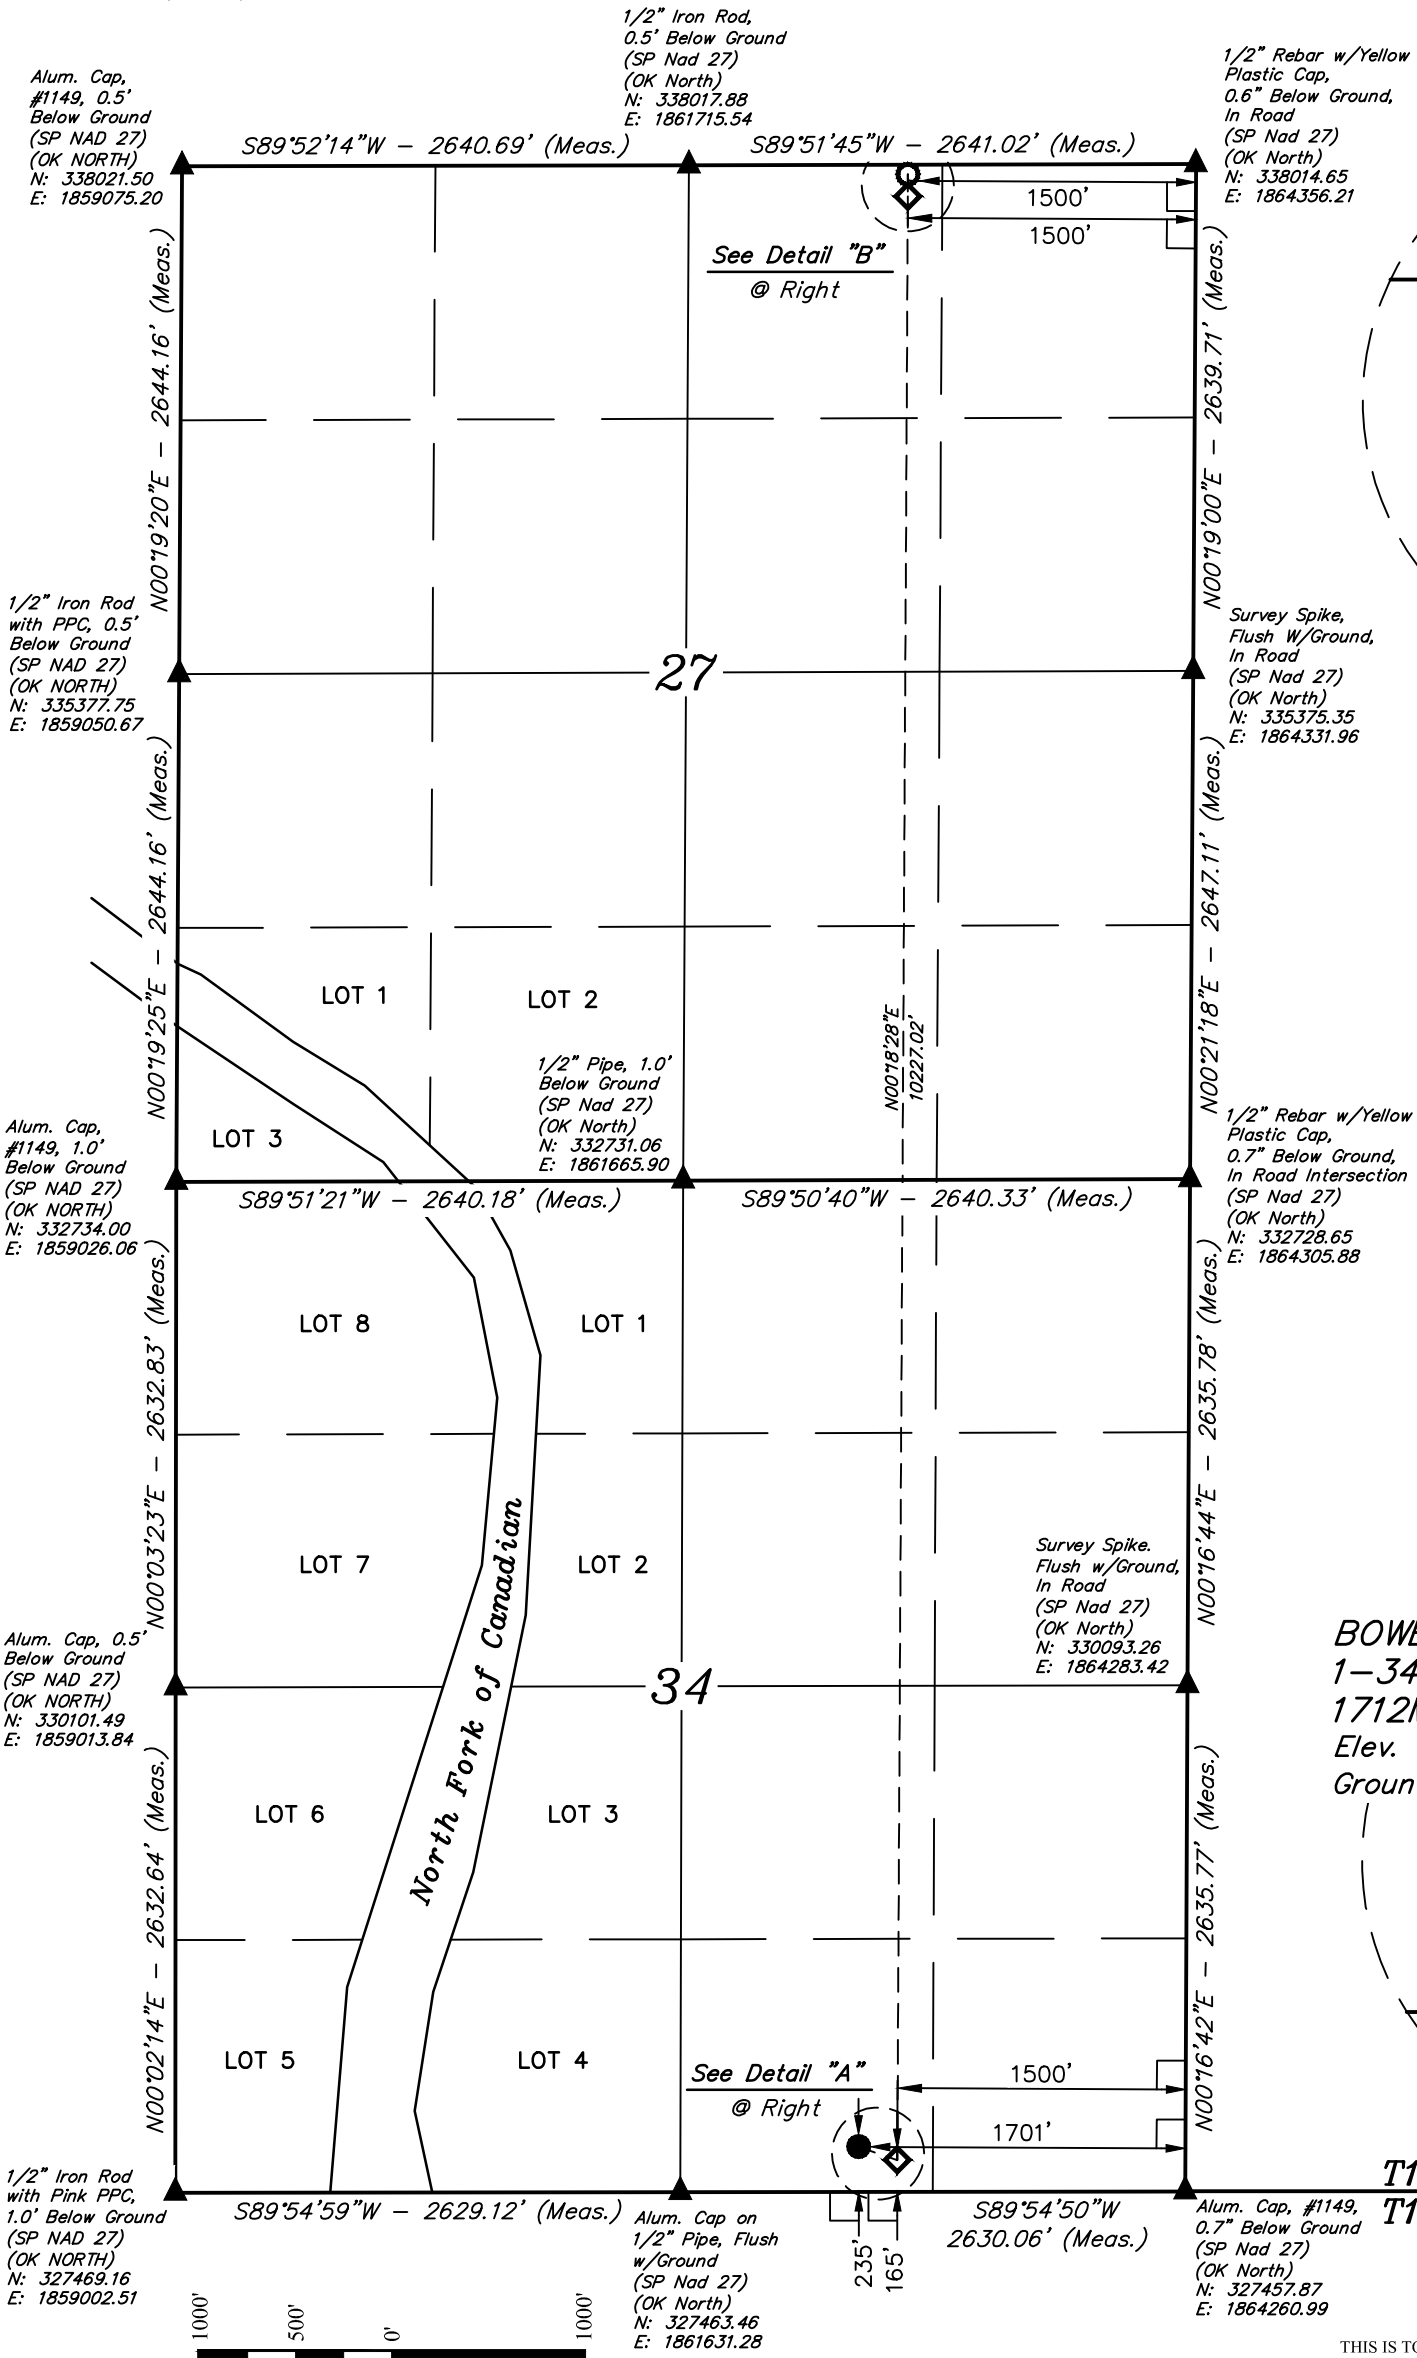 1/2" Iron Rod,
0.5' Below Ground
(SP Nad 27)
(OK North)
N: 338017.88
E: 1861715.54
Alum. Cap,
#1149, 0.5'
Below Ground
(SP NAD 27)
(OK NORTH)
N: 338021.50
E: 1859075.20
1/2" Rebar w/Yellow
Plastic Cap,
0.6" Below Ground,
In Road
(SP Nad 27)
(OK North)
N: 338014.65
E: 1864356.21
S89°52'14"W - 2640.69' (Meas.)
S89°51'45"W - 2641.02' (Meas.)
1500'
1500'
See Detail "B"
@ Right
N00°19'20"E - 2644.16' (Meas.)
N00°19'00"E - 2639.71' (Meas.)
1/2" Iron Rod
with PPC, 0.5'
Below Ground
(SP NAD 27)
(OK NORTH)
N: 335377.75
E: 1859050.67
27
Survey Spike,
Flush W/Ground,
In Road
(SP Nad 27)
(OK North)
N: 335375.35
E: 1864331.96
N00°19'25"E - 2644.16' (Meas.)
N00°21'18"E - 2647.11' (Meas.)
LOT 1
LOT 2
N00°18'28"E
10227.02'
LOT 3
1/2" Pipe, 1.0'
Below Ground
(SP Nad 27)
(OK North)
N: 332731.06
E: 1861665.90
Alum. Cap,
#1149, 1.0'
Below Ground
(SP NAD 27)
(OK NORTH)
N: 332734.00
E: 1859026.06
1/2" Rebar w/Yellow
Plastic Cap,
0.7" Below Ground,
In Road Intersection
(SP Nad 27)
(OK North)
N: 332728.65
E: 1864305.88
S89°51'21"W - 2640.18' (Meas.)
S89°50'40"W - 2640.33' (Meas.)
N00°03'23"E - 2632.83' (Meas.)
N00°16'44"E - 2635.78' (Meas.)
LOT 8
LOT 1
LOT 7
LOT 2
North Fork of Canadian
Survey Spike.
Flush w/Ground,
In Road
(SP Nad 27)
(OK North)
N: 330093.26
E: 1864283.42
Alum. Cap, 0.5'
Below Ground
(SP NAD 27)
(OK NORTH)
N: 330101.49
E: 1859013.84
34
1-34
Elev.
N00°02'14"E - 2632.64' (Meas.)
N00°16'42"E - 2635.77' (Meas.)
LOT 6
LOT 3
LOT 5
LOT 4
See Detail "A"
@ Right
1500'
1701'
235'
165'
1/2" Iron Rod
with Pink PPC,
1.0' Below Ground
(SP NAD 27)
(OK NORTH)
N: 327469.16
E: 1859002.51
S89°54'59"W - 2629.12' (Meas.)
Alum. Cap on
1/2" Pipe, Flush
w/Ground
(SP Nad 27)
(OK North)
N: 327463.46
E: 1861631.28
S89°54'50"W
2630.06' (Meas.)
Alum. Cap, #1149,
0.7" Below Ground
(SP Nad 27)
(OK North)
N: 327457.87
E: 1864260.99
T1
T1
1000'
500'
0'
1000'
THIS IS